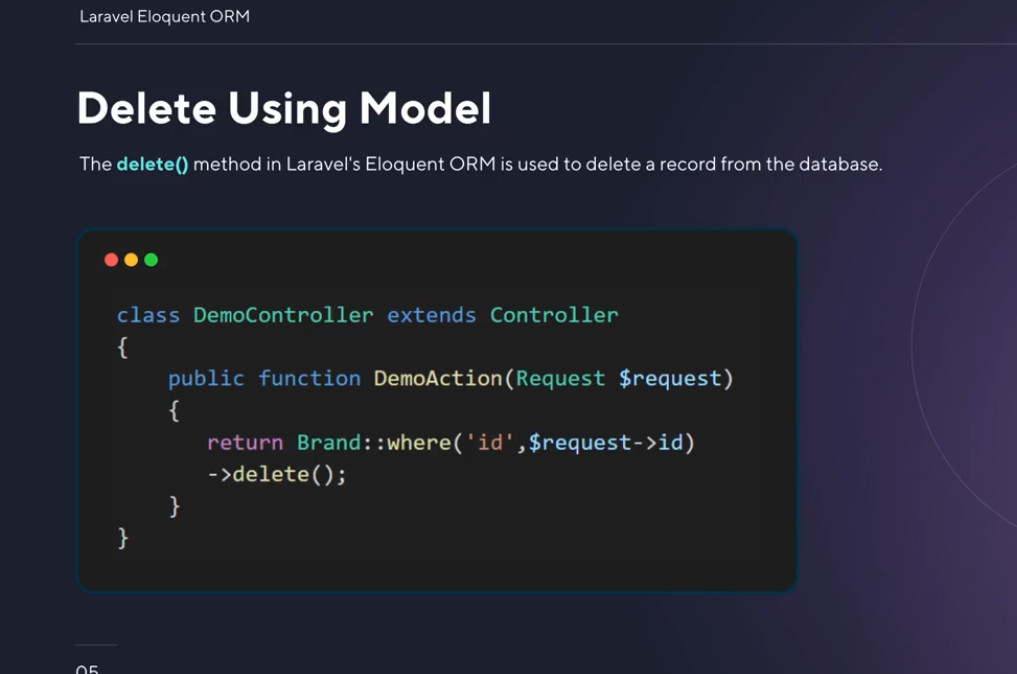 Laravel Eloquent ORM
Delete Using Model
The delete() method in Laravel's Eloquent ORM is used to delete a record from the database.
class DemoController extends Controller
{
public function DemoAction(Request $request)
{
return Brand::where('id',$request->id)
->delete();
}
}
05